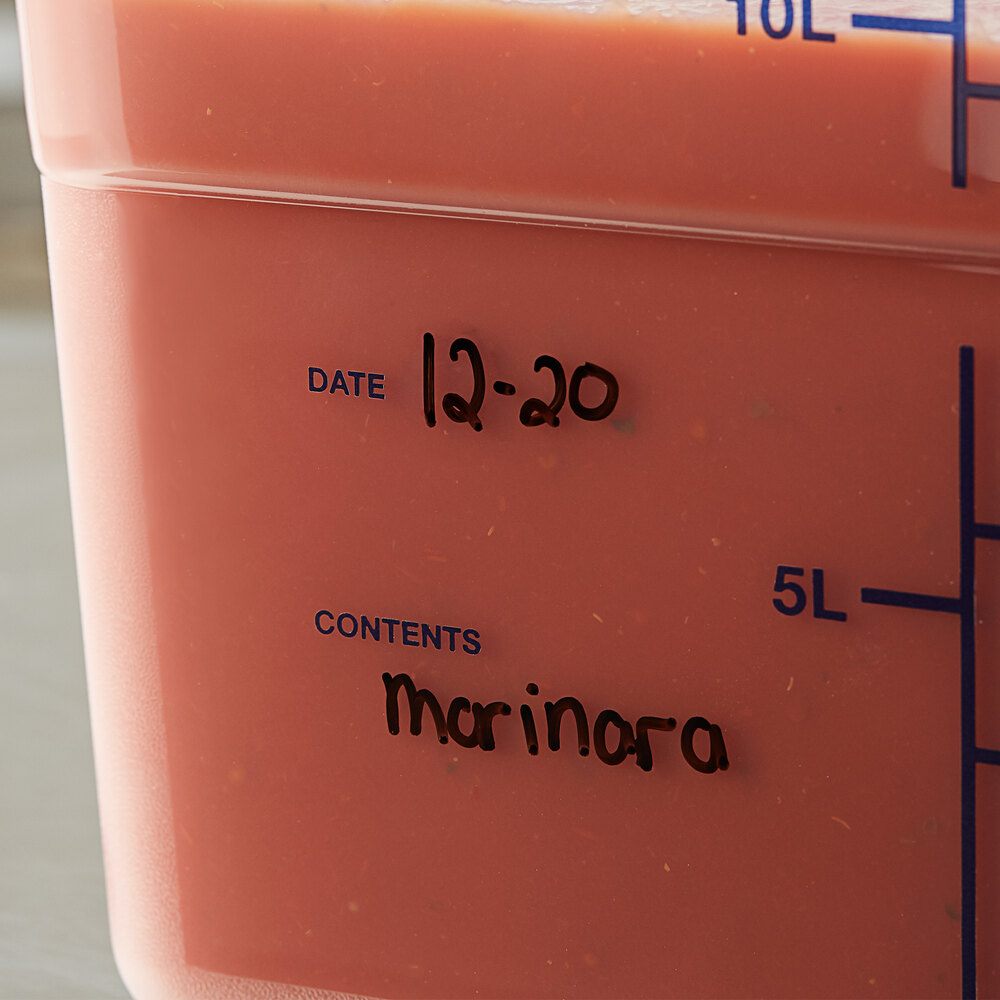 10L
DATE 12-20
5L
CONTENTS
marinara